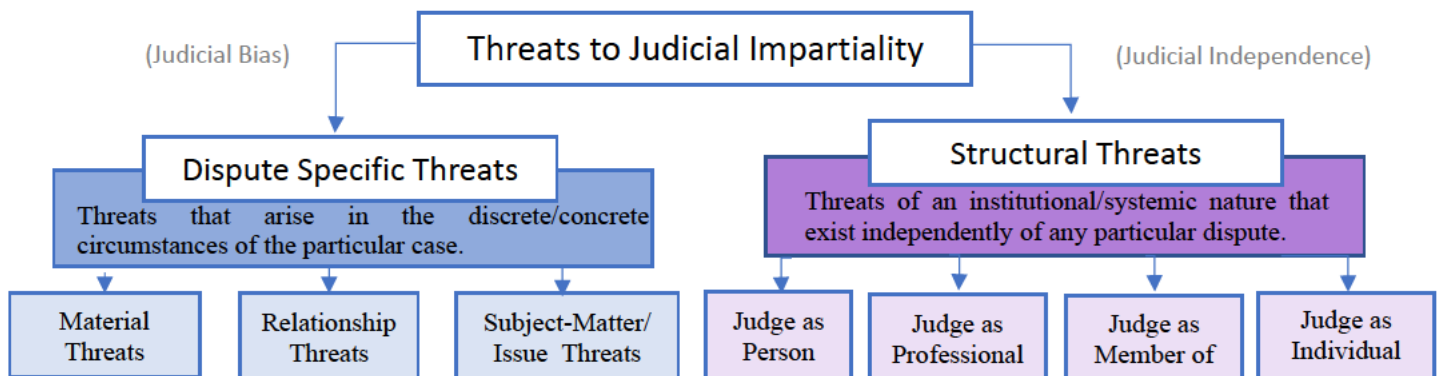 Threats to Judicial Impartiality
(Judicial Bias)
(Judicial Independence)
Dispute Specific Threats
Threats that arise in the discrete/concrete
circumstances of the particular case.
Structural Threats
Threats of an institutional/systemic nature that
exist independently of any particular dispute.
Material
Threats
Relationship
Threats
Subject-Matter/
Issue Threats
Judge as
Person
Judge as
Professional
Judge as
Member of
Judge as
Individual